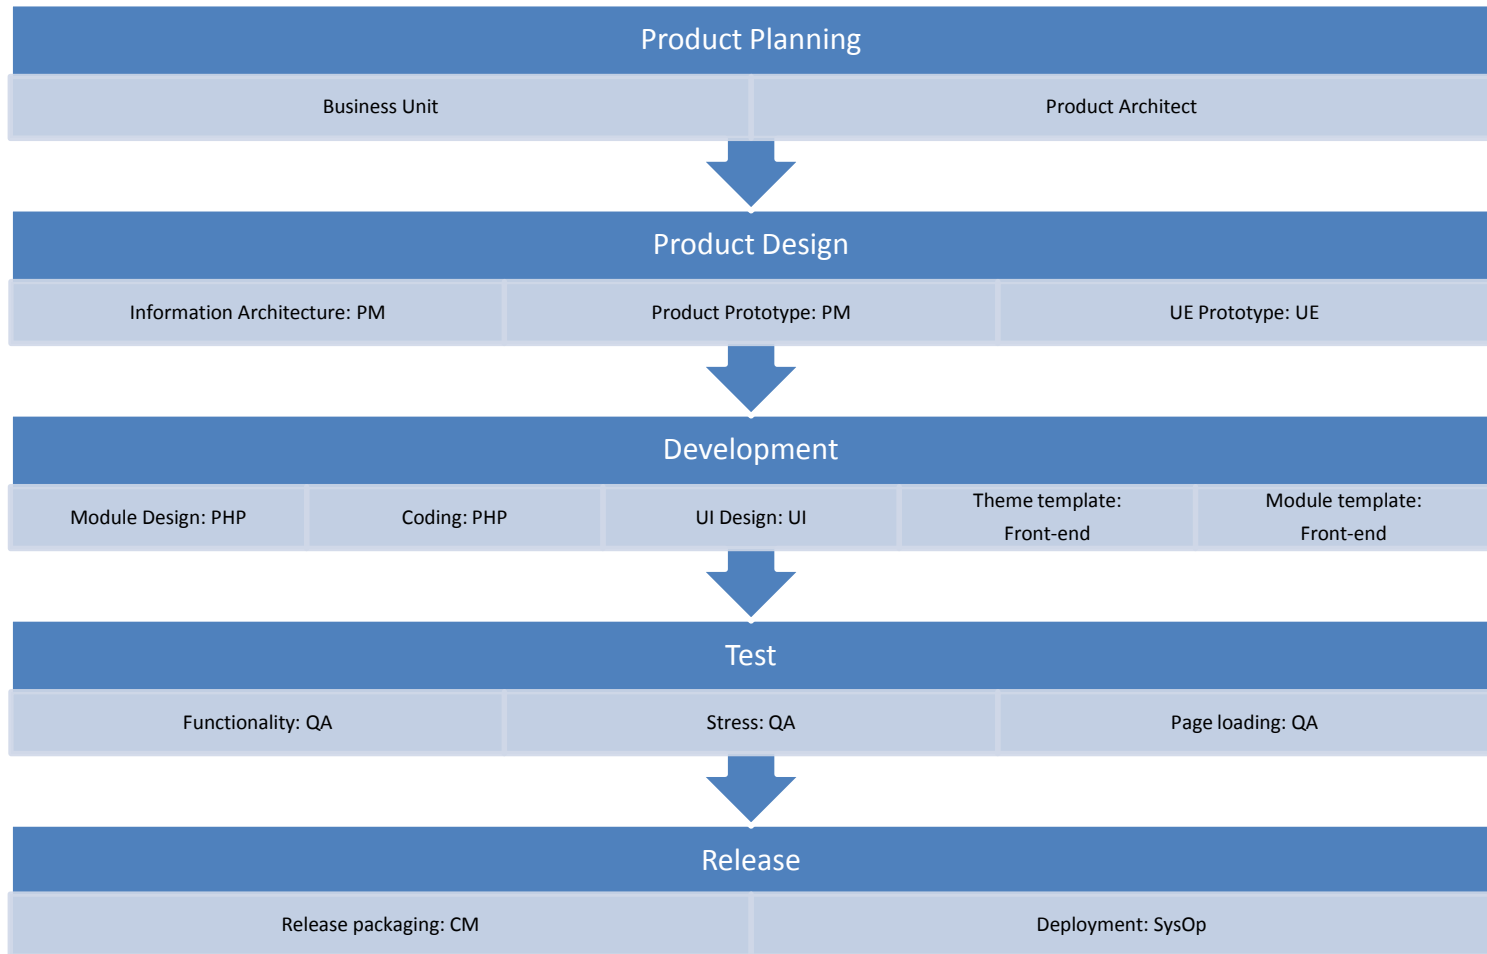 Product Planning
Business Unit
Product Architect
Product Design
Information Architecture: PM
Product Prototype: PM
UE Prototype: UE
Development
Module Design: PHP
Coding: PHP
UI Design: UI
Theme template:
Front-end
Module template:
Front-end
Test
Functionality: QA
Stress: QA
Page loading: QA
Release
Release packaging: CM
Deployment: SysOp